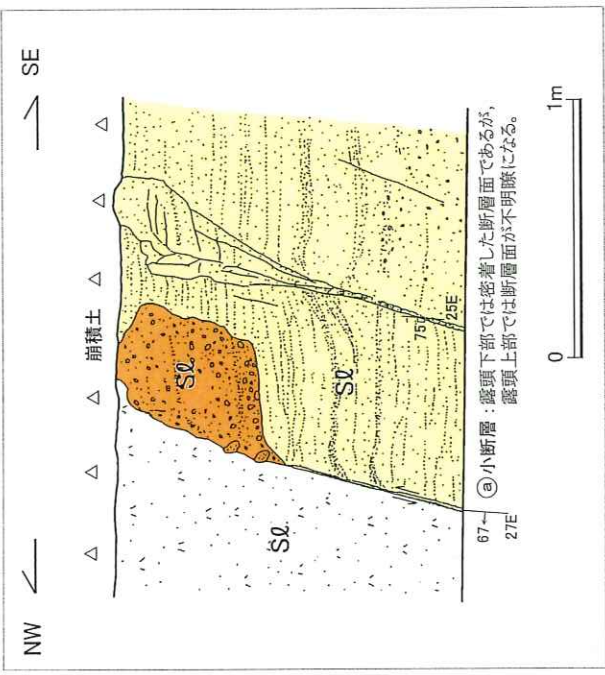 NW
SE
崩積土
Sℓ
Sℓ
Sℓ
67←
27E
75°
25E
ⓐ小断層：露頭下部では密着した断層面であるが，
露頭上部では断層面が不明瞭になる。
0
1m